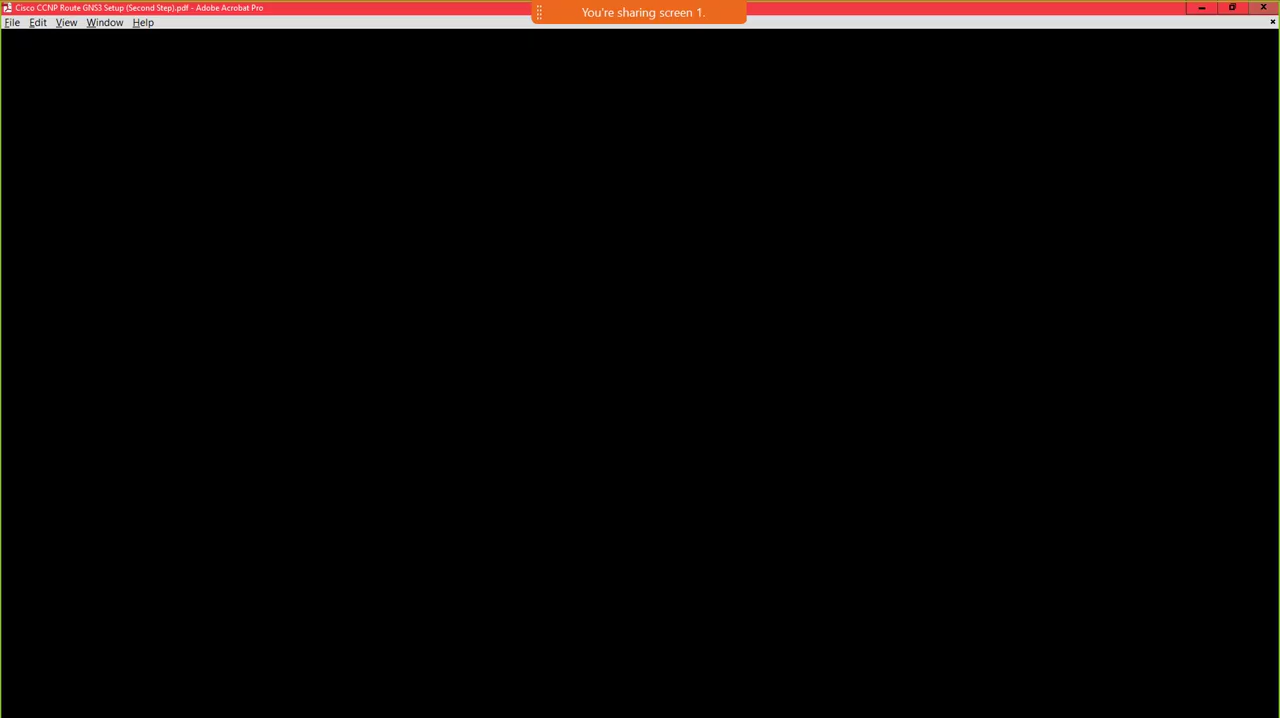 Cisco CCNP Route GNS3 Setup (Second Step).pdf - Adobe Acrobat Pro
You're sharing screen 1.
File Edit View Window Help